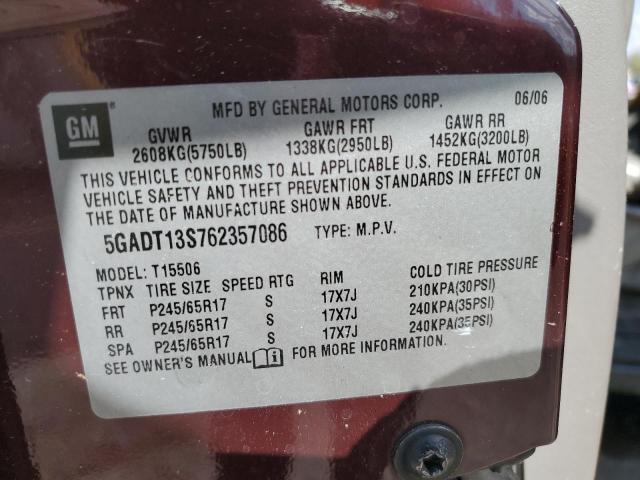 GM ® MFD BY GENERAL MOTORS CORP. 06/06
GVWR GAWR FRT GAWR RR
2608KG(5750LB) 1338KG(2950LB) 1452KG(3200LB)
THIS VEHICLE CONFORMS TO ALL APPLICABLE U.S. FEDERAL MOTOR
VEHICLE SAFETY AND THEFT PREVENTION STANDARDS IN EFFECT ON
THE DATE OF MANUFACTURE SHOWN ABOVE.
5GADT13S762357086 TYPE: M.P.V.
MODEL: T15506
TPNX TIRE SIZE SPEED RTG RIM COLD TIRE PRESSURE
FRT P245/65R17 S 17X7J 210KPA(30PSI)
RR P245/65R17 S 17X7J 240KPA(35PSI)
SPA P245/65R17 S 17X7J 240KPA(35PSI)
SEE OWNER'S MANUAL i FOR MORE INFORMATION.